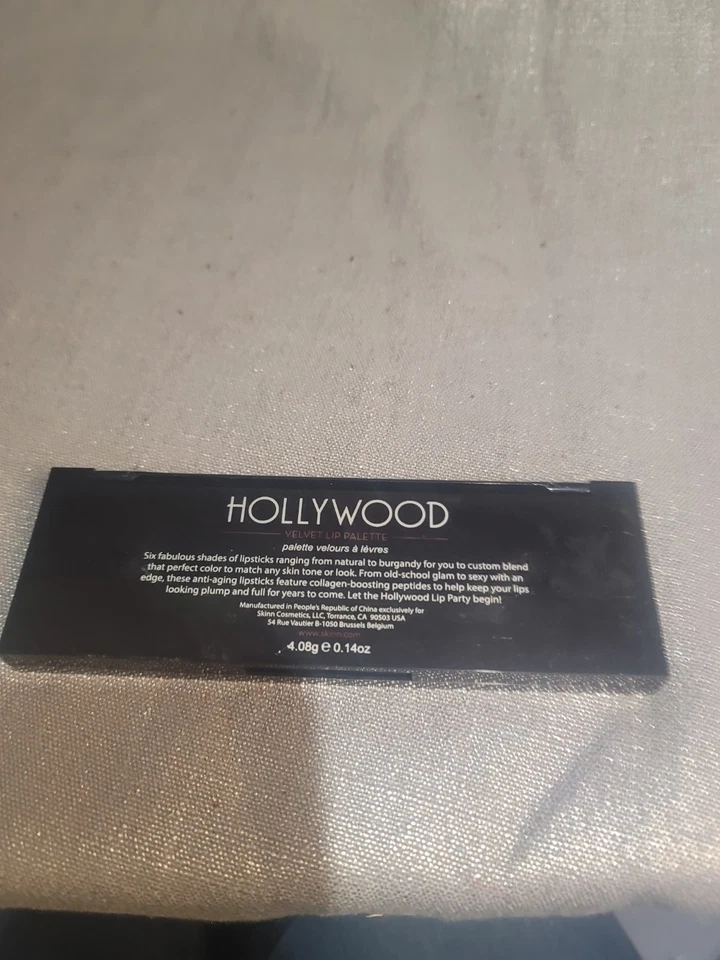 HOLLYWOOD
VELVET LIP PALETTE
palette velours à lèvres
Six fabulous shades of lipsticks ranging from natural to burgandy for you to custom blend
that perfect color to match any skin tone or look. From old-school glam to sexy with an
edge, these anti-aging lipsticks feature collagen-boosting peptides to help keep your lips
looking plump and full for years to come. Let the Hollywood Lip Party begin!
Manufactured in People's Republic of China exclusively for
Skinn Cosmetics, LLC, Torrance, CA 90503 USA
54 Rue Vautier B-1050 Brussels Belgium
www.skinn.com
4.08g ℮ 0.14oz